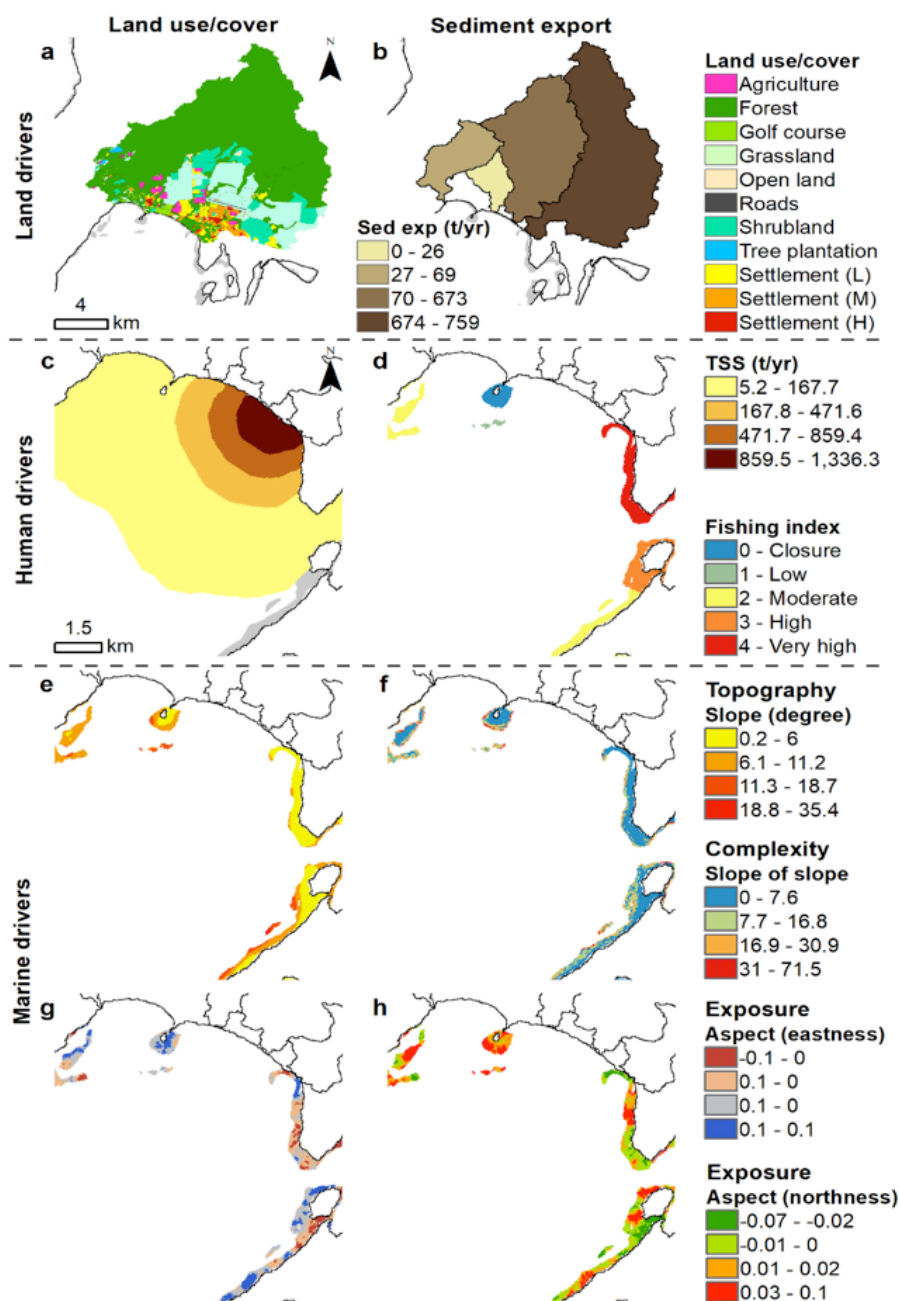 Land use/cover
Sediment export
a
N
b
Land drivers
Sed exp (t/yr)
0 - 26
27 - 69
70 - 673
674 - 759
4
km
Land use/cover
Agriculture
Forest
Golf course
Grassland
Open land
Roads
Shrubland
Tree plantation
Settlement (L)
Settlement (M)
Settlement (H)
c
N
d
Human drivers
1.5
km
TSS (t/yr)
5.2 - 167.7
167.8 - 471.6
471.7 - 859.4
859.5 - 1,336.3
Fishing index
0 - Closure
1 - Low
2 - Moderate
3 - High
4 - Very high
e
f
Marine drivers
Topography
Slope (degree)
0.2 - 6
6.1 - 11.2
11.3 - 18.7
18.8 - 35.4
Complexity
Slope of slope
0 - 7.6
7.7 - 16.8
16.9 - 30.9
31 - 71.5
g
h
Exposure
Aspect (eastness)
-0.1 - 0
0.1 - 0
0.1 - 0
0.1 - 0.1
Exposure
Aspect (northness)
-0.07 - -0.02
-0.01 - 0
0.01 - 0.02
0.03 - 0.1